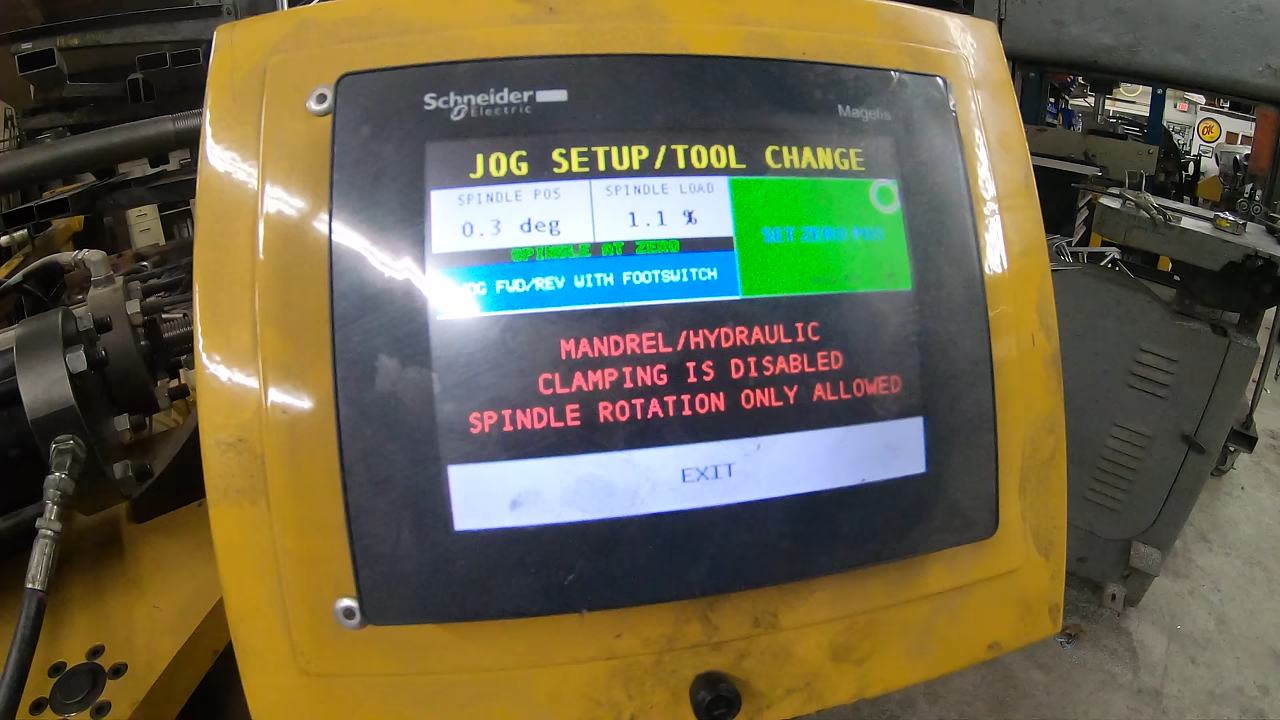 Schneider
Electric
Magelis
JOG SETUP/TOOL CHANGE
SPINDLE POS
SPINDLE LOAD
0.3 deg
1.1 %
SET ZERO POS
SPINDLE AT ZERO
JOG FWD/REV WITH FOOTSWITCH
MANDREL/HYDRAULIC
CLAMPING IS DISABLED
SPINDLE ROTATION ONLY ALLOWED
EXIT
OK